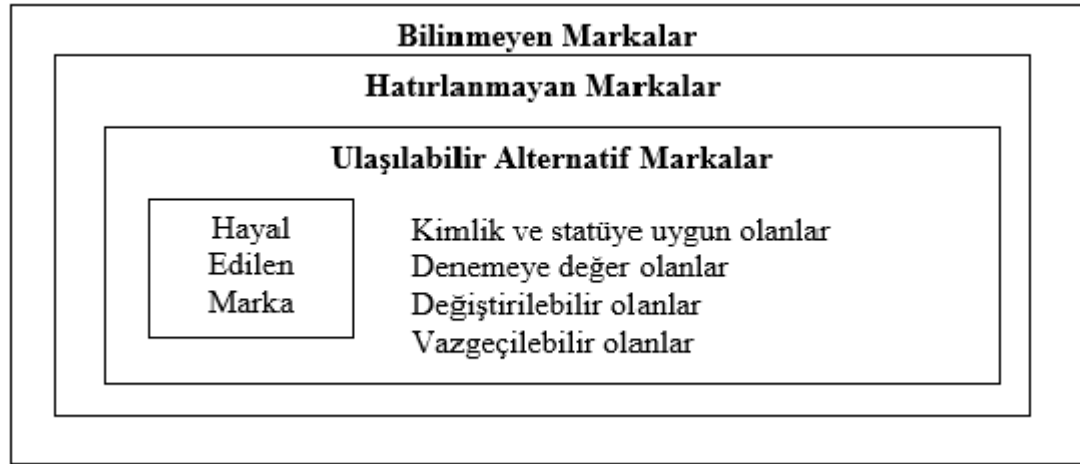 Bilinmeyen Markalar
Hatırlanmayan Markalar
Ulaşılabilir Alternatif Markalar
Hayal
Edilen
Marka
Kimlik ve statüye uygun olanlar
Denemeye değer olanlar
Değiştirilebilir olanlar
Vazgeçilebilir olanlar